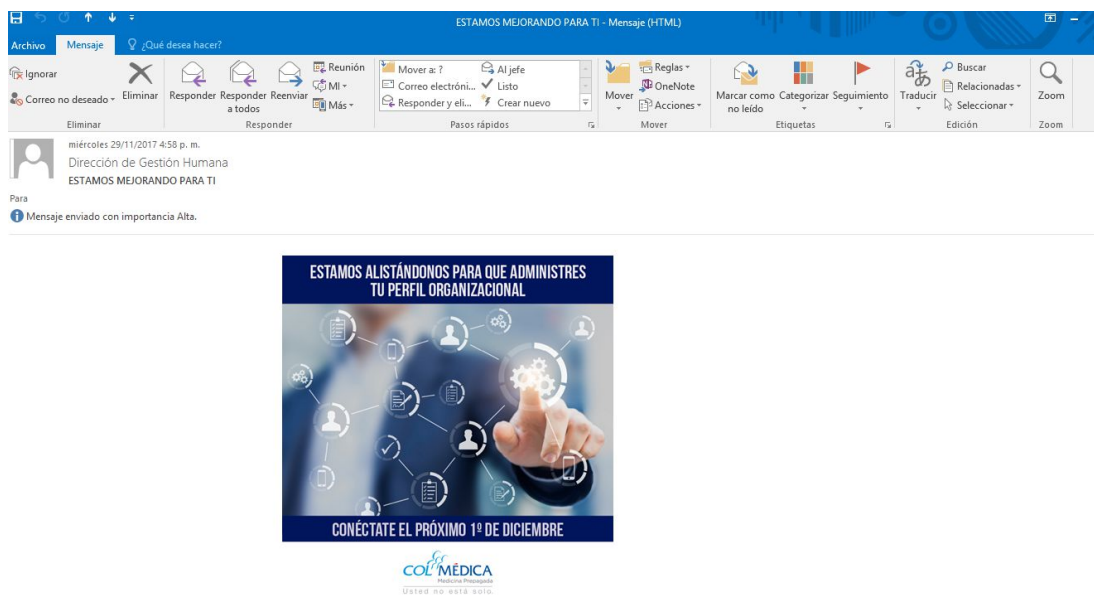 ESTAMOS MEJORANDO PARA TI - Mensaje (HTML)
Archivo Mensaje ¿Qué desea hacer?
Ignorar
Correo no deseado
Eliminar
Responder
Responder a todos
Reenviar
Reunión
MI
Más
Mover a: ?
Correo electróni...
Responder y eli...
Al jefe
Listo
Crear nuevo
Mover
Reglas
OneNote
Acciones
Marcar como no leído
Categorizar
Seguimiento
Traducir
Buscar
Relacionadas
Seleccionar
Zoom
Eliminar Responder Pasos rápidos Mover Etiquetas Edición Zoom
miércoles 29/11/2017 4:58 p. m.
Dirección de Gestión Humana
ESTAMOS MEJORANDO PARA TI
Para
Mensaje enviado con importancia Alta.
ESTAMOS ALISTÁNDONOS PARA QUE ADMINISTRES
TU PERFIL ORGANIZACIONAL
CONÉCTATE EL PRÓXIMO 1º DE DICIEMBRE
COLMÉDICA
Medicina Prepagada
Usted no está solo.